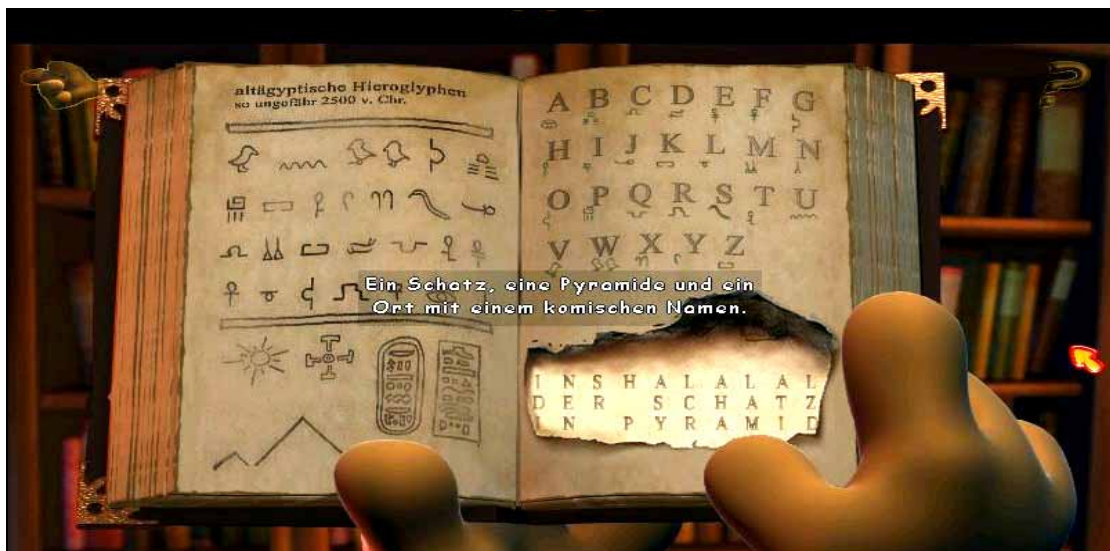 altägyptische Hieroglyphen
so ungefähr 2500 v. Chr.
A B C D E F G
H I J K L M N
O P Q R S T U
V W X Y Z
Ein Schatz, eine Pyramide und ein
Ort mit einem komischen Namen.
INSHALALAL
DER SCHATZ
IN PYRAMID
?